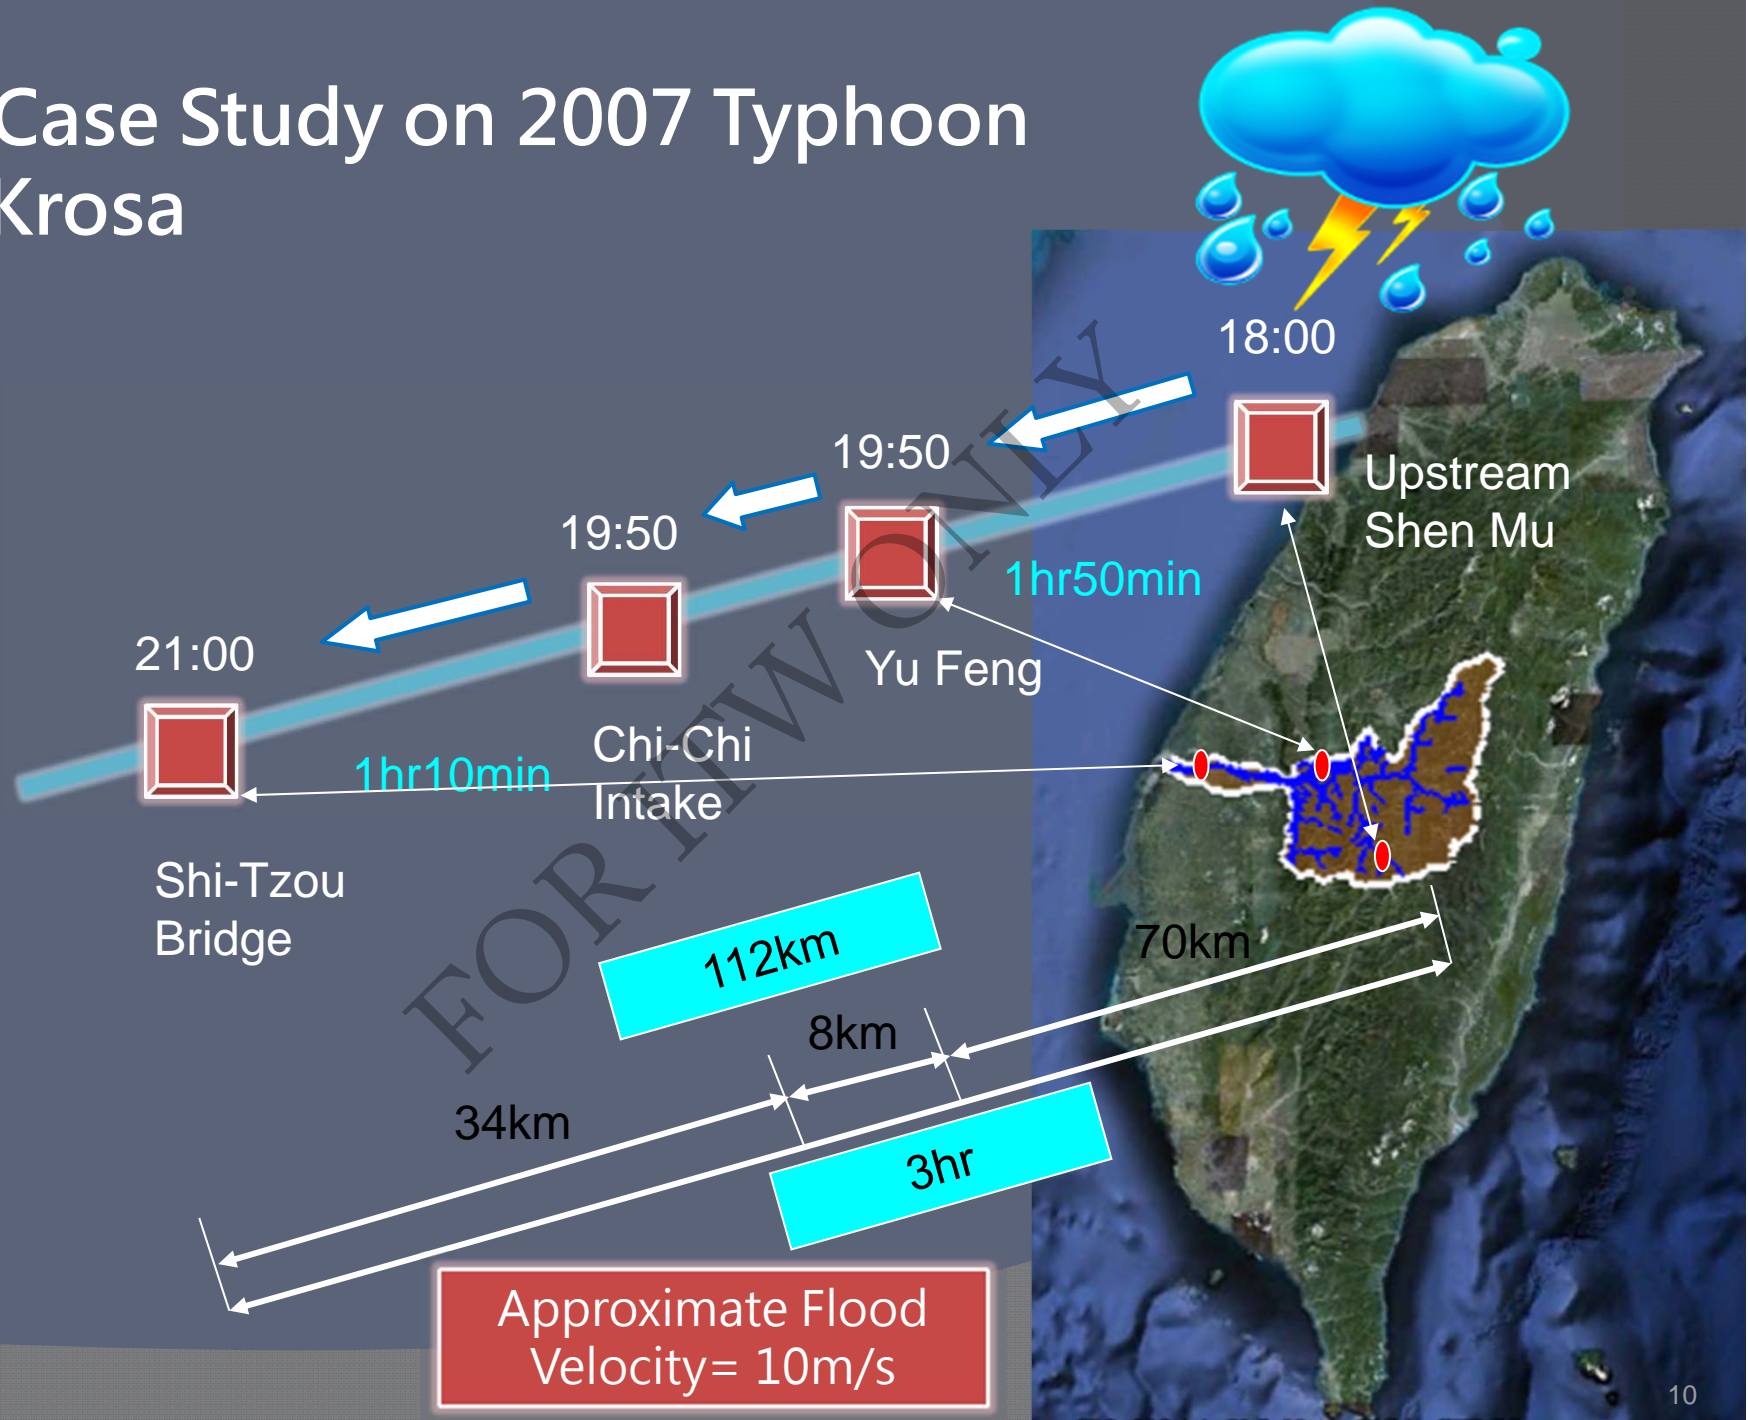 Case Study on 2007 Typhoon
Krosa
18:00
19:50
19:50
21:00
Upstream
Shen Mu
1hr50min
Yu Feng
Chi-Chi
Intake
1hr10min
Shi-Tzou
Bridge
112km
70km
8km
34km
3hr
Approximate Flood
Velocity= 10m/s
FOR ITW ONLY
10